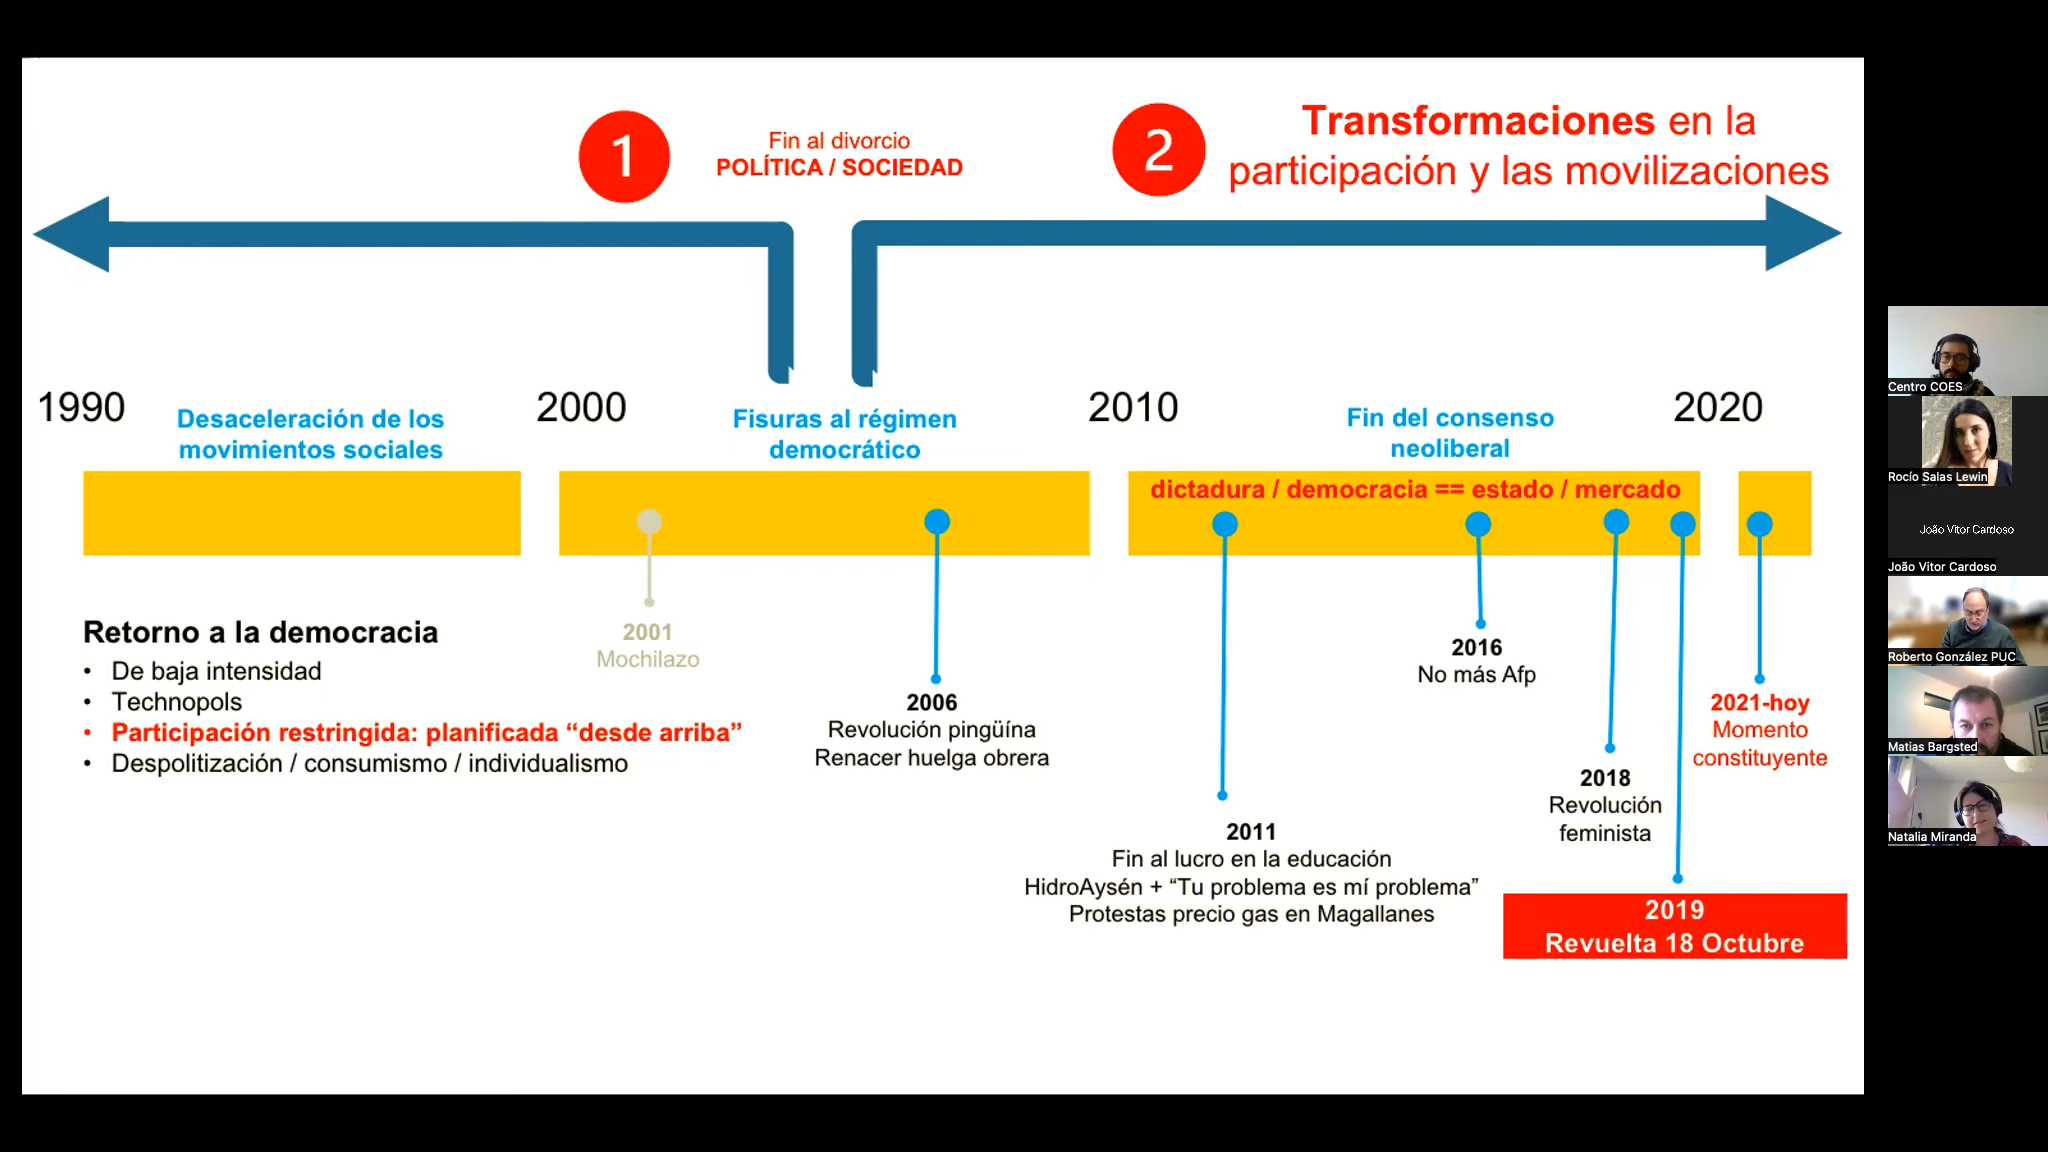 1
Fin al divorcio
POLÍTICA / SOCIEDAD
2
Transformaciones en la
participación y las movilizaciones
1990
Desaceleración de los
movimientos sociales
2000
Fisuras al régimen
democrático
2010
Fin del consenso
neoliberal
2020
dictadura / democracia == estado / mercado
Retorno a la democracia
• De baja intensidad
• Technopols
• Participación restringida: planificada “desde arriba”
• Despolitización / consumismo / individualismo
2001
Mochilazo
2006
Revolución pingüína
Renacer huelga obrera
2011
Fin al lucro en la educación
HidroAysén + “Tu problema es mí problema”
Protestas precio gas en Magallanes
2016
No más Afp
2018
Revolución
feminista
2019
Revuelta 18 Octubre
2021-hoy
Momento
constituyente
Centro COES
Rocío Salas Lewin
João Vitor Cardoso
João Vitor Cardoso
Roberto González PUC
Matias Bargsted
Natalia Miranda